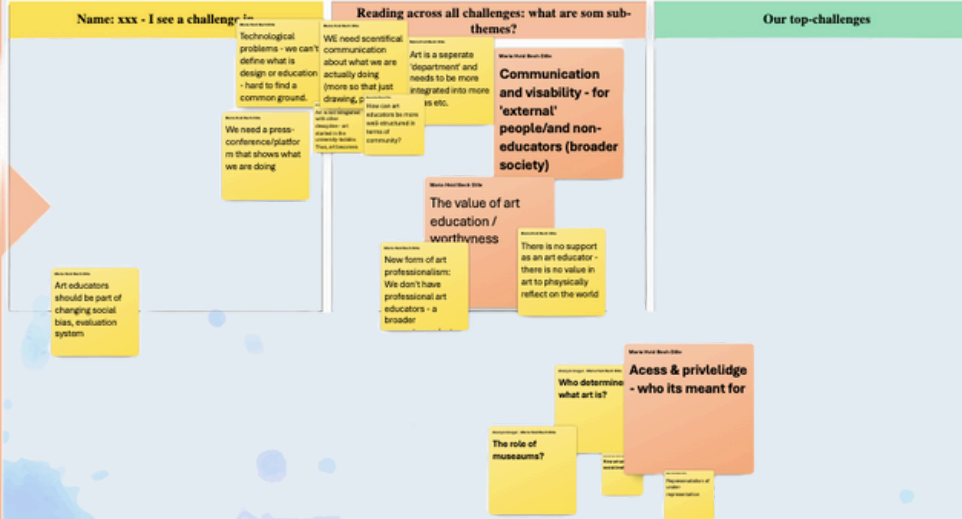 Name: xxx - I see a challenge in
Reading across all challenges: what are som sub-
themes?
Our top-challenges
Technological
problems - we can't
define what is
design or education
- hard to find a
common ground.
WE need scientifical
communication
about what we are
actually doing
(more so that just
drawing,
Art is a seperate
'department' and
needs to be more
integrated into more
etc.
How can art
educators be more
well-structured in
terms of
community?
We need a press-
conference/platfor
m that shows what
we are doing
Communication
and visability - for
'external'
people/and non-
educators (broader
society)
The value of art
education /
worthyness
New form of art
professionalism:
We don't have
professional art
educators - a
broader
There is no support
as an art educator -
there is no value in
art to phsysically
reflect on the world
Art educators
should be part of
changing social
bias, evaluation
system
Who determine
what art is?
Acess & privlelidge
- who its meant for
The role of
museaums?
Representation of
under-
representation